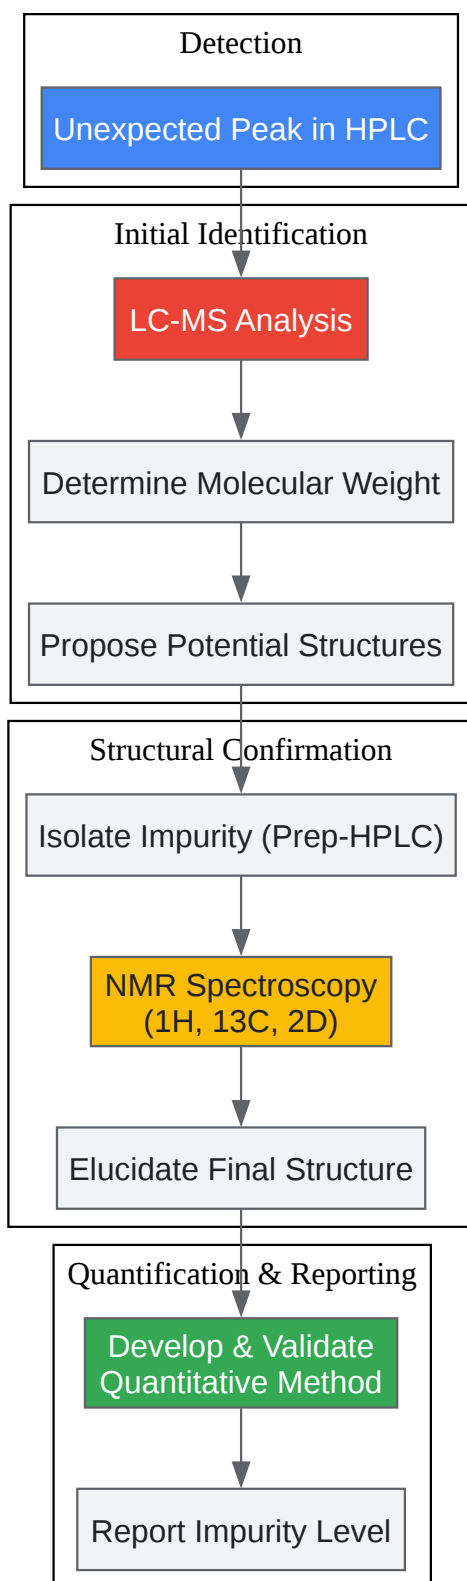 Detection
Unexpected Peak in HPLC
Initial Identification
LC-MS Analysis
Determine Molecular Weight
Propose Potential Structures
Structural Confirmation
Isolate Impurity (Prep-HPLC)
NMR Spectroscopy
(1H, 13C, 2D)
Elucidate Final Structure
Quantification & Reporting
Develop & Validate
Quantitative Method
Report Impurity Level